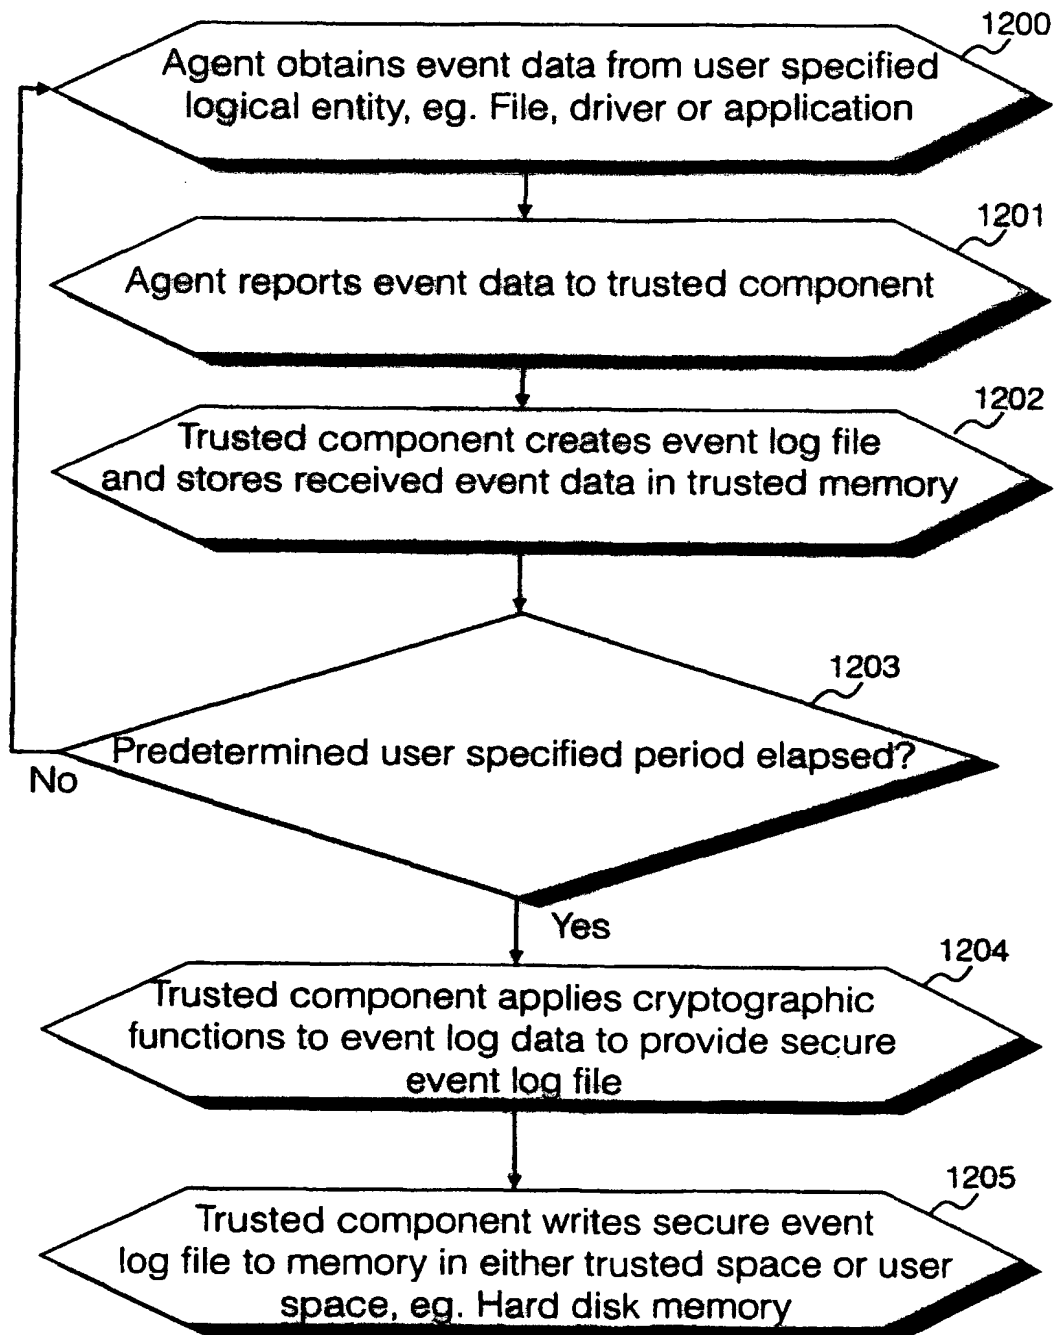 1200
Agent obtains event data from user specified
logical entity, eg. File, driver or application
1201
Agent reports event data to trusted component
1202
Trusted component creates event log file
and stores received event data in trusted memory
1203
Predetermined user specified period elapsed?
No
Yes
1204
Trusted component applies cryptographic
functions to event log data to provide secure
event log file
1205
Trusted component writes secure event
log file to memory in either trusted space or user
space, eg. Hard disk memory